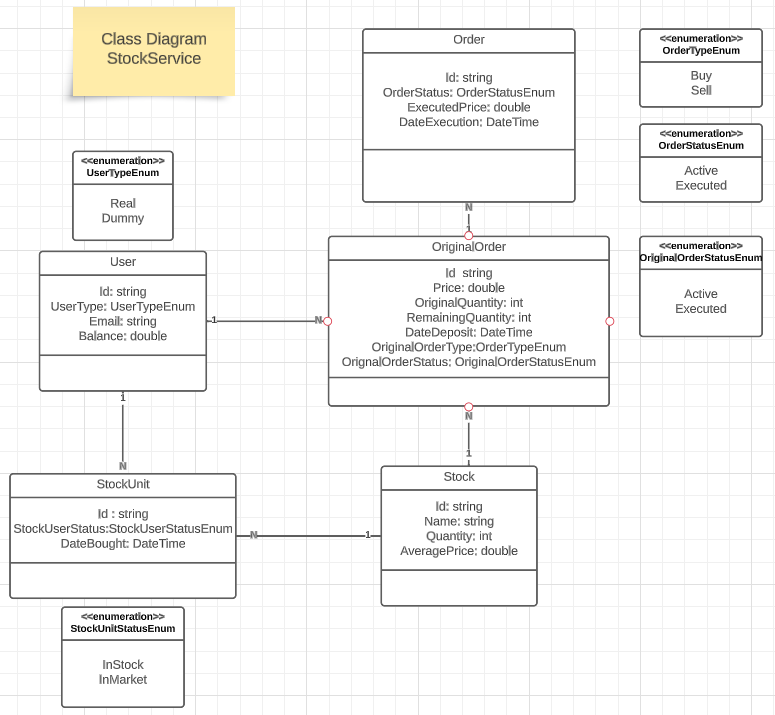 Class Diagram
StockService
Order
Id: string
OrderStatus: OrderStatusEnum
ExecutedPrice: double
DateExecution: DateTime
<<enumeration>>
OrderTypeEnum
Buy
Sell
<<enumeration>>
OrderStatusEnum
Active
Executed
<<enumeration>>
UserTypeEnum
Real
Dummy
N
1
User
Id: string
UserType: UserTypeEnum
Email: string
Balance: double
1
N
OriginalOrder
Id  string
Price: double
OriginalQuantity: int
RemainingQuantity: int
DateDeposit: DateTime
OriginalOrderType:OrderTypeEnum
OrignalOrderStatus: OriginalOrderStatusEnum
<<enumeration>>
OriginalOrderStatusEnum
Active
Executed
1
N
N
1
StockUnit
Id : string
StockUserStatus:StockUserStatusEnum
DateBought: DateTime
N
1
Stock
Id: string
Name: string
Quantity: int
AveragePrice: double
<<enumeration>>
StockUnitStatusEnum
InStock
InMarket